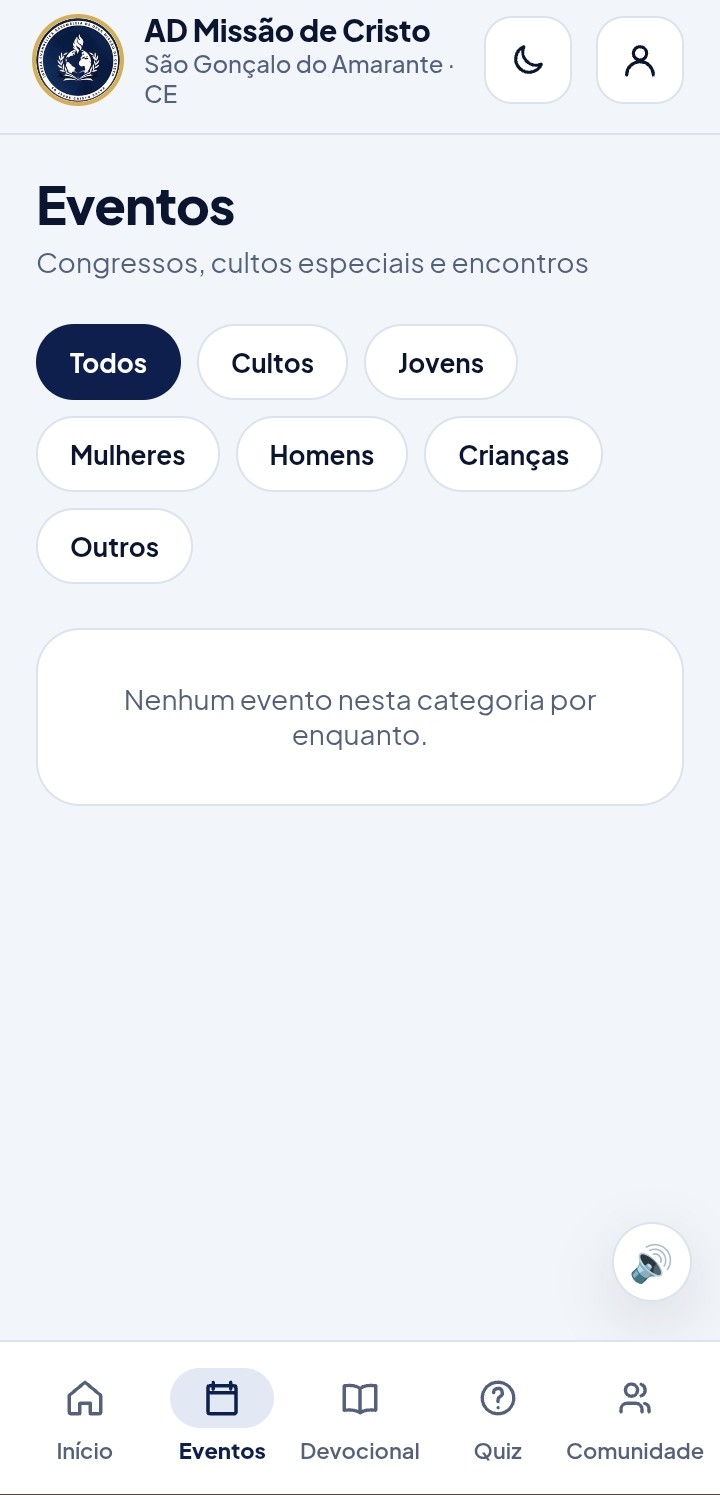 AD Missão de Cristo
São Gonçalo do Amarante ·
CE
Eventos
Congressos, cultos especiais e encontros
Todos
Cultos
Jovens
Mulheres
Homens
Crianças
Outros
Nenhum evento nesta categoria por
enquanto.
Início
Eventos
Devocional
Quiz
Comunidade